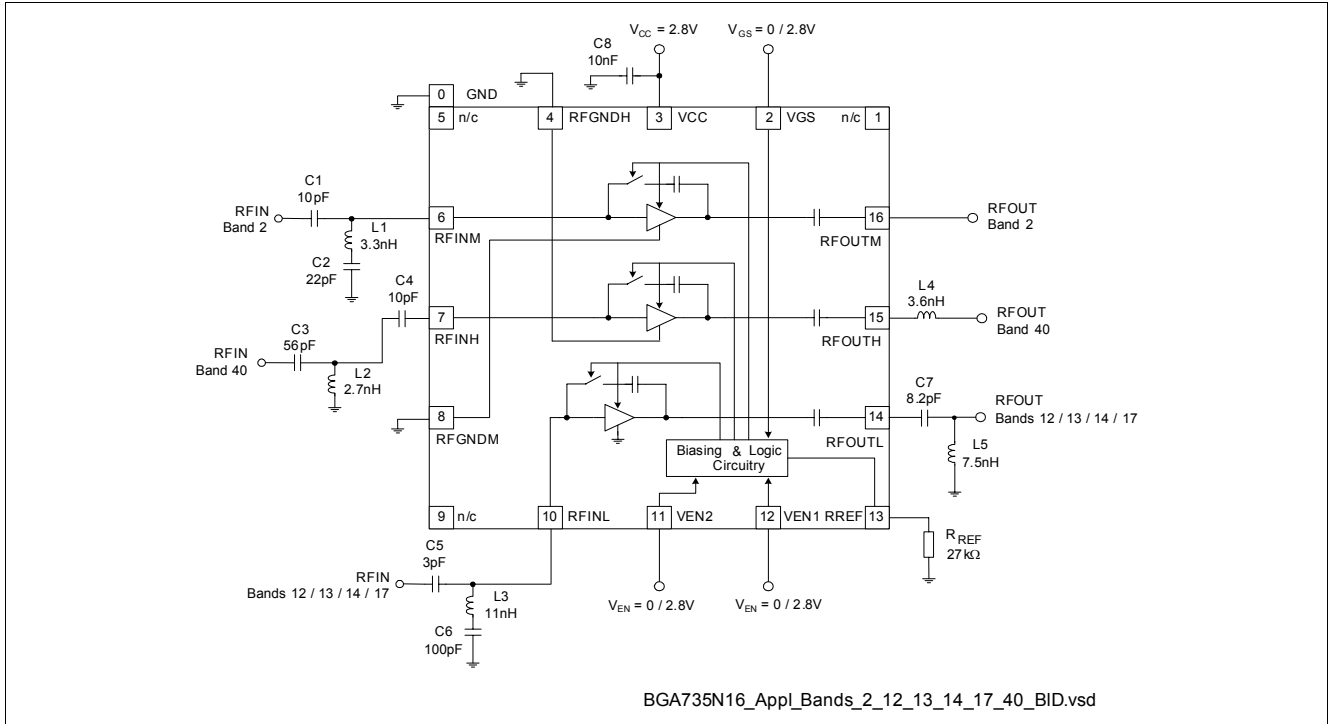 VCC = 2.8V
VGS = 0 / 2.8V
C8
10nF
0
GND
5
n/c
4
RFGNDH
3
VCC
2
VGS
n/c
1
C1
10pF
RFIN
Band 2
L1
3.3nH
C2
22pF
6
RFINM
16
RFOUTM
RFOUT
Band 2
C4
10pF
7
RFINH
C3
56pF
RFIN
Band 40
L2
2.7nH
15
RFOUTH
L4
3.6nH
RFOUT
Band 40
8
RFGNDM
14
RFOUTL
C7
8.2pF
RFOUT
Bands 12 / 13 / 14 / 17
L5
7.5nH
Biasing & Logic
Circuitry
9
n/c
10
RFINL
11
VEN2
12
VEN1
RREF
13
RREF
27kΩ
C5
3pF
RFIN
Bands 12 / 13 / 14 / 17
L3
11nH
C6
100pF
VEN = 0 / 2.8V
VEN = 0 / 2.8V
BGA735N16_Appl_Bands_2_12_13_14_17_40_BID.vsd